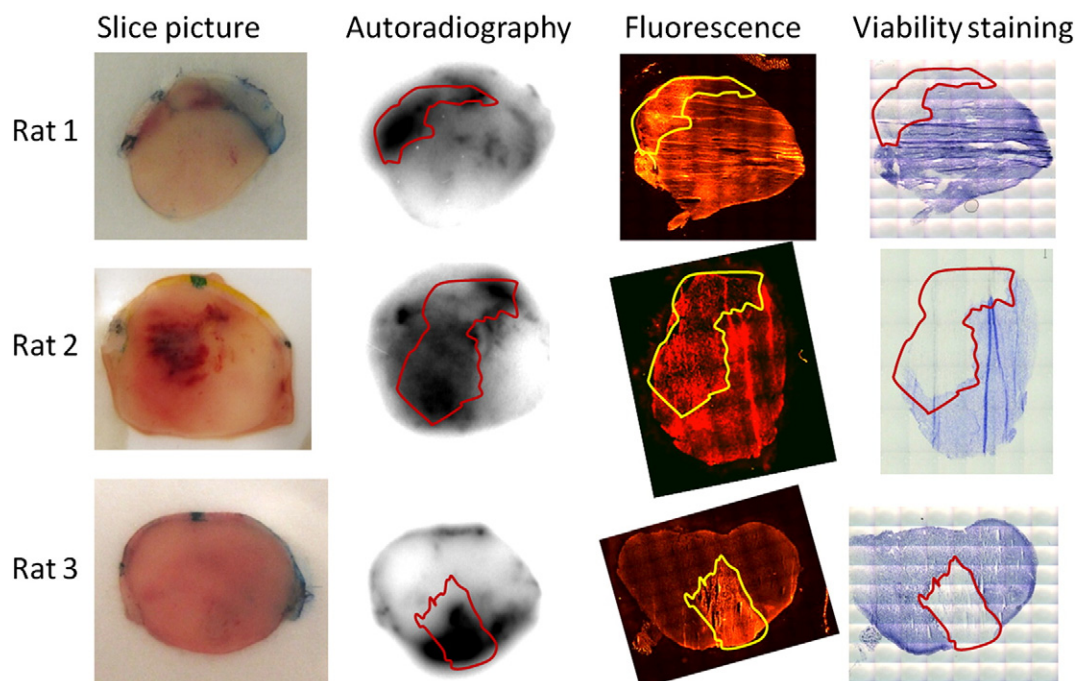 Slice picture Autoradiography Fluorescence Viability staining
Rat 1
Rat 2
Rat 3